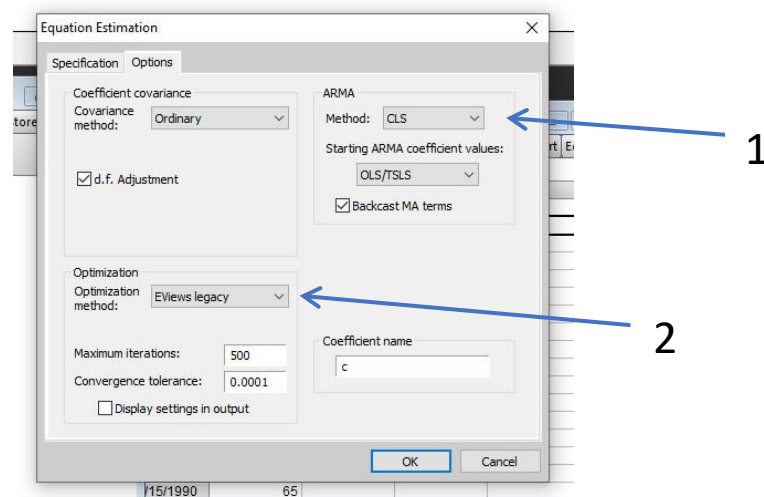 Equation Estimation
Specification Options
Coefficient covariance
Covariance method: Ordinary
d.f. Adjustment
ARMA
Method: CLS
Starting ARMA coefficient values:
OLS/TSLS
Backcast MA terms
1
Optimization
Optimization method: EViews legacy
Maximum iterations: 500
Convergence tolerance: 0.0001
Display settings in output
Coefficient name
c
2
OK Cancel
/15/1990 65